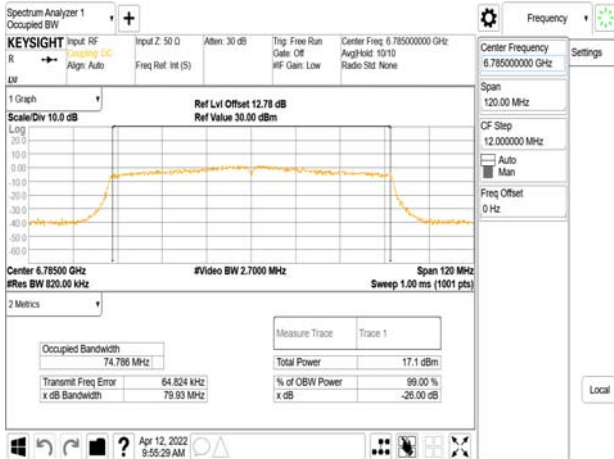 Spectrum Analyzer 1
Occupied BW
Frequency
KEYSIGHT
R
LVI
Input: RF
Coupling: DC
Align: Auto
Input Z: 50 Ω
Freq Ref: Int (S)
Atten: 30 dB
Trig: Free Run
Gate: Off
#IF Gain: Low
Center Freq: 6.785000000 GHz
Avg|Hold: 10/10
Radio Std: None
Center Frequency
6.785000000 GHz
Settings
Span
120.00 MHz
CF Step
12.000000 MHz
Auto
Man
Freq Offset
0 Hz
Local
1 Graph
Scale/Div 10.0 dB
Ref Lvl Offset 12.78 dB
Ref Value 30.00 dBm
Log
20.0
10.0
0.00
-10.0
-20.0
-30.0
-40.0
-50.0
-60.0
Center 6.78500 GHz
#Res BW 820.00 kHz
#Video BW 2.7000 MHz
Span 120 MHz
Sweep 1.00 ms (1001 pts)
2 Metrics
Measure Trace
Trace 1
Occupied Bandwidth
74.786 MHz
Total Power
17.1 dBm
Transmit Freq Error
64.824 kHz
% of OBW Power
99.00 %
x dB Bandwidth
79.93 MHz
x dB
-26.00 dB
?
Apr 12, 2022
9:55:29 AM